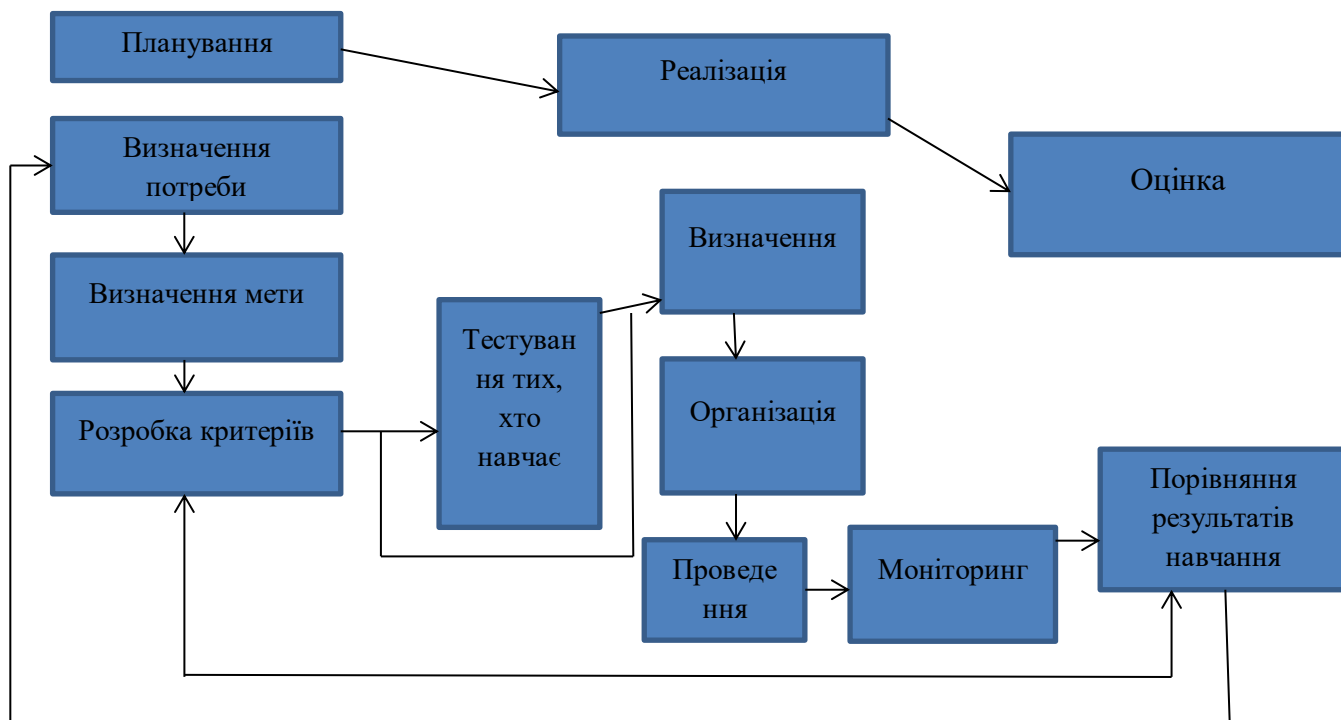 Планування
Реалізація
Оцінка
Визначення
потреби
Визначення мети
Розробка критеріїв
Тестуван
ня тих,
хто
навчає
Визначення
Організація
Проведе
ння
Моніторинг
Порівняння
результатів
навчання